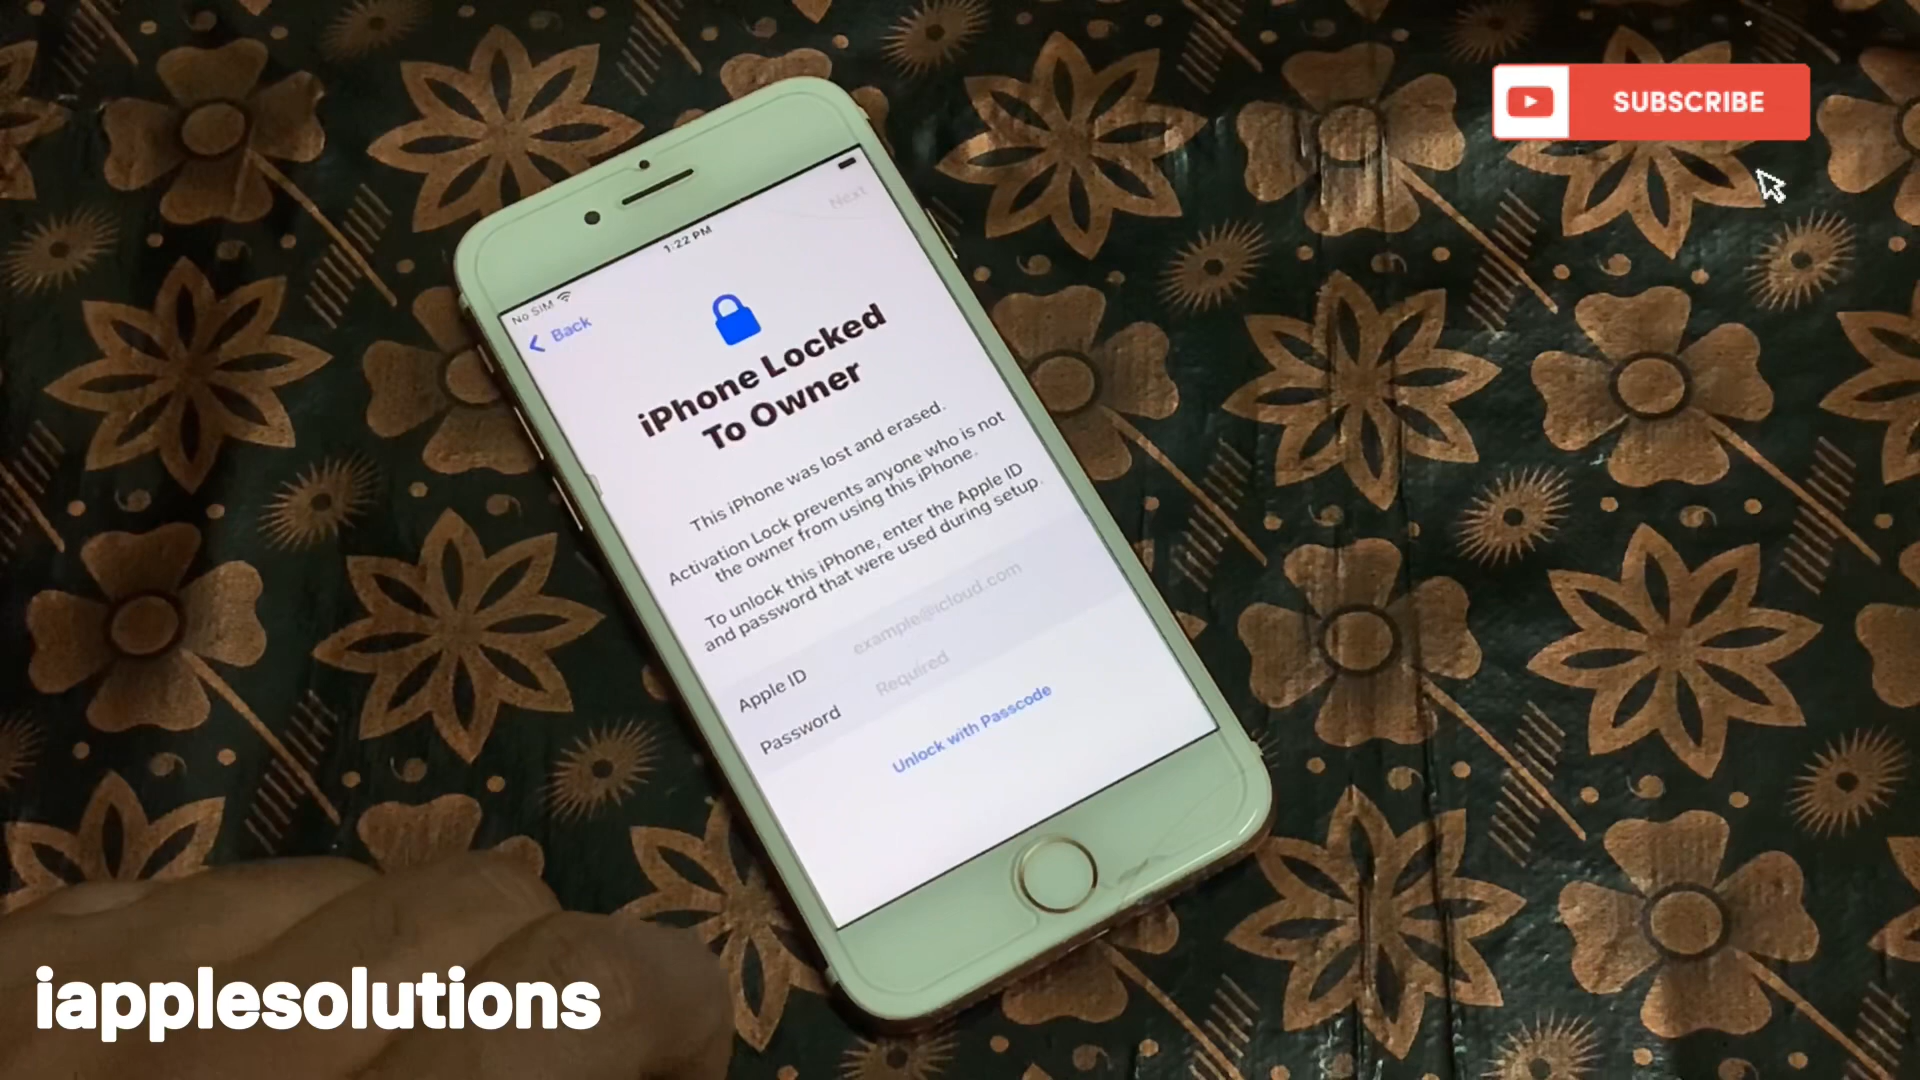 SUBSCRIBE
No SIM
1:22 PM
Back
Next
iPhone Locked
To Owner
This iPhone was lost and erased.
Activation Lock prevents anyone who is not
the owner from using this iPhone.
To unlock this iPhone, enter the Apple ID
and password that were used during setup.
Apple ID example@icloud.com
Password Required
Unlock with Passcode
iapplesolutions